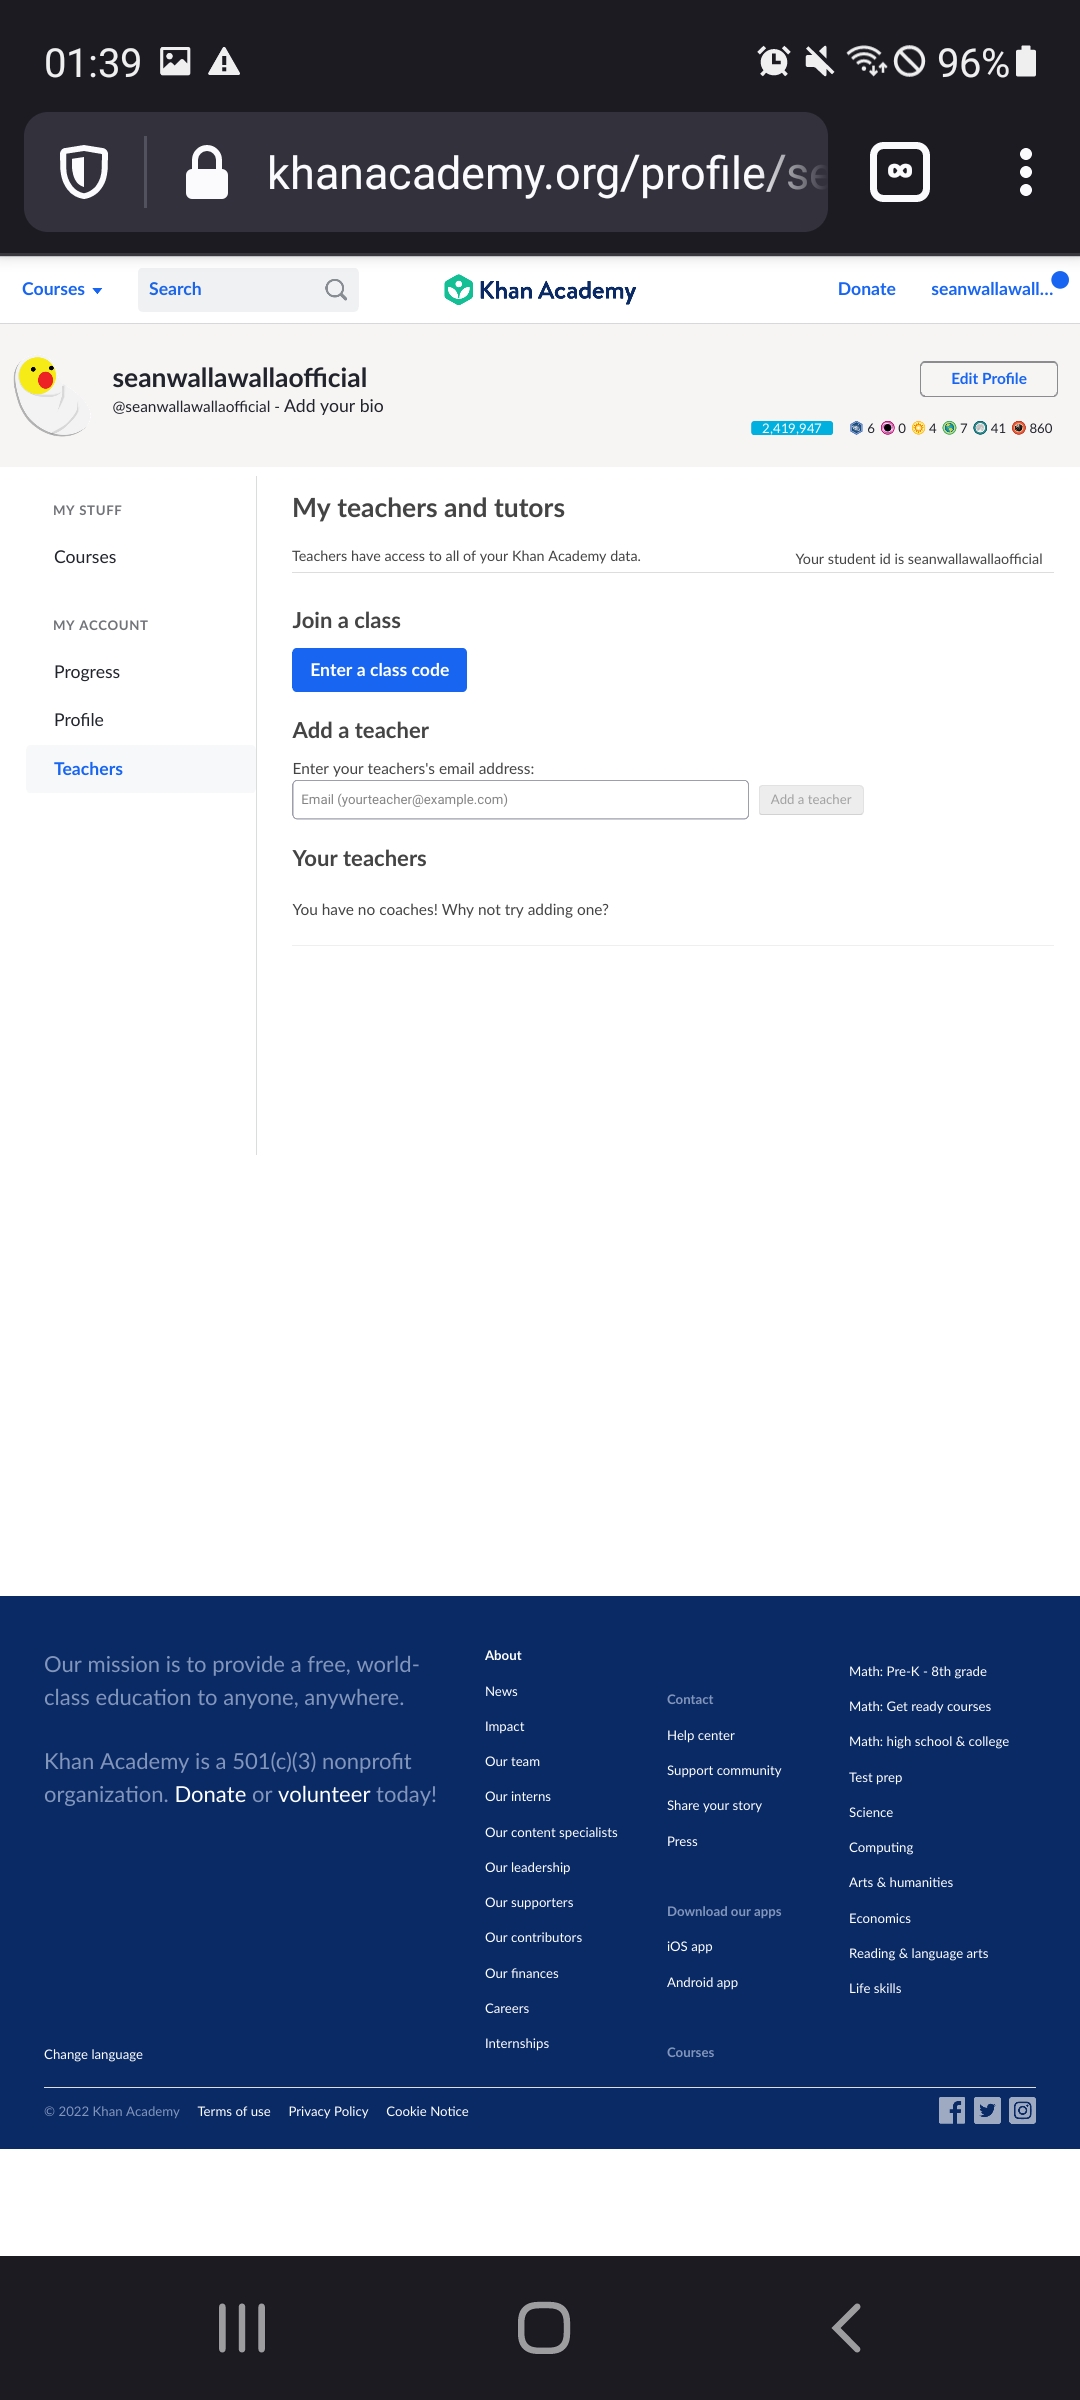 01:39
96%
khanacademy.org/profile/se
Courses
Search
Khan Academy
Donate
seanwallawall...
seanwallawallaofficial
@seanwallawallaofficial - Add your bio
Edit Profile
2,419,947 6 0 4 7 41 860
MY STUFF
Courses
MY ACCOUNT
Progress
Profile
Teachers
My teachers and tutors
Teachers have access to all of your Khan Academy data.
Your student id is seanwallawallaofficial
Join a class
Enter a class code
Add a teacher
Enter your teachers's email address:
Email (yourteacher@example.com)
Add a teacher
Your teachers
You have no coaches! Why not try adding one?
Our mission is to provide a free, world-
class education to anyone, anywhere.
Khan Academy is a 501(c)(3) nonprofit
organization. Donate or volunteer today!
About
News
Impact
Our team
Our interns
Our content specialists
Our leadership
Our supporters
Our contributors
Our finances
Careers
Internships
Contact
Help center
Support community
Share your story
Press
Download our apps
iOS app
Android app
Courses
Math: Pre-K - 8th grade
Math: Get ready courses
Math: high school & college
Test prep
Science
Computing
Arts & humanities
Economics
Reading & language arts
Life skills
Change language
© 2022 Khan Academy Terms of use Privacy Policy Cookie Notice